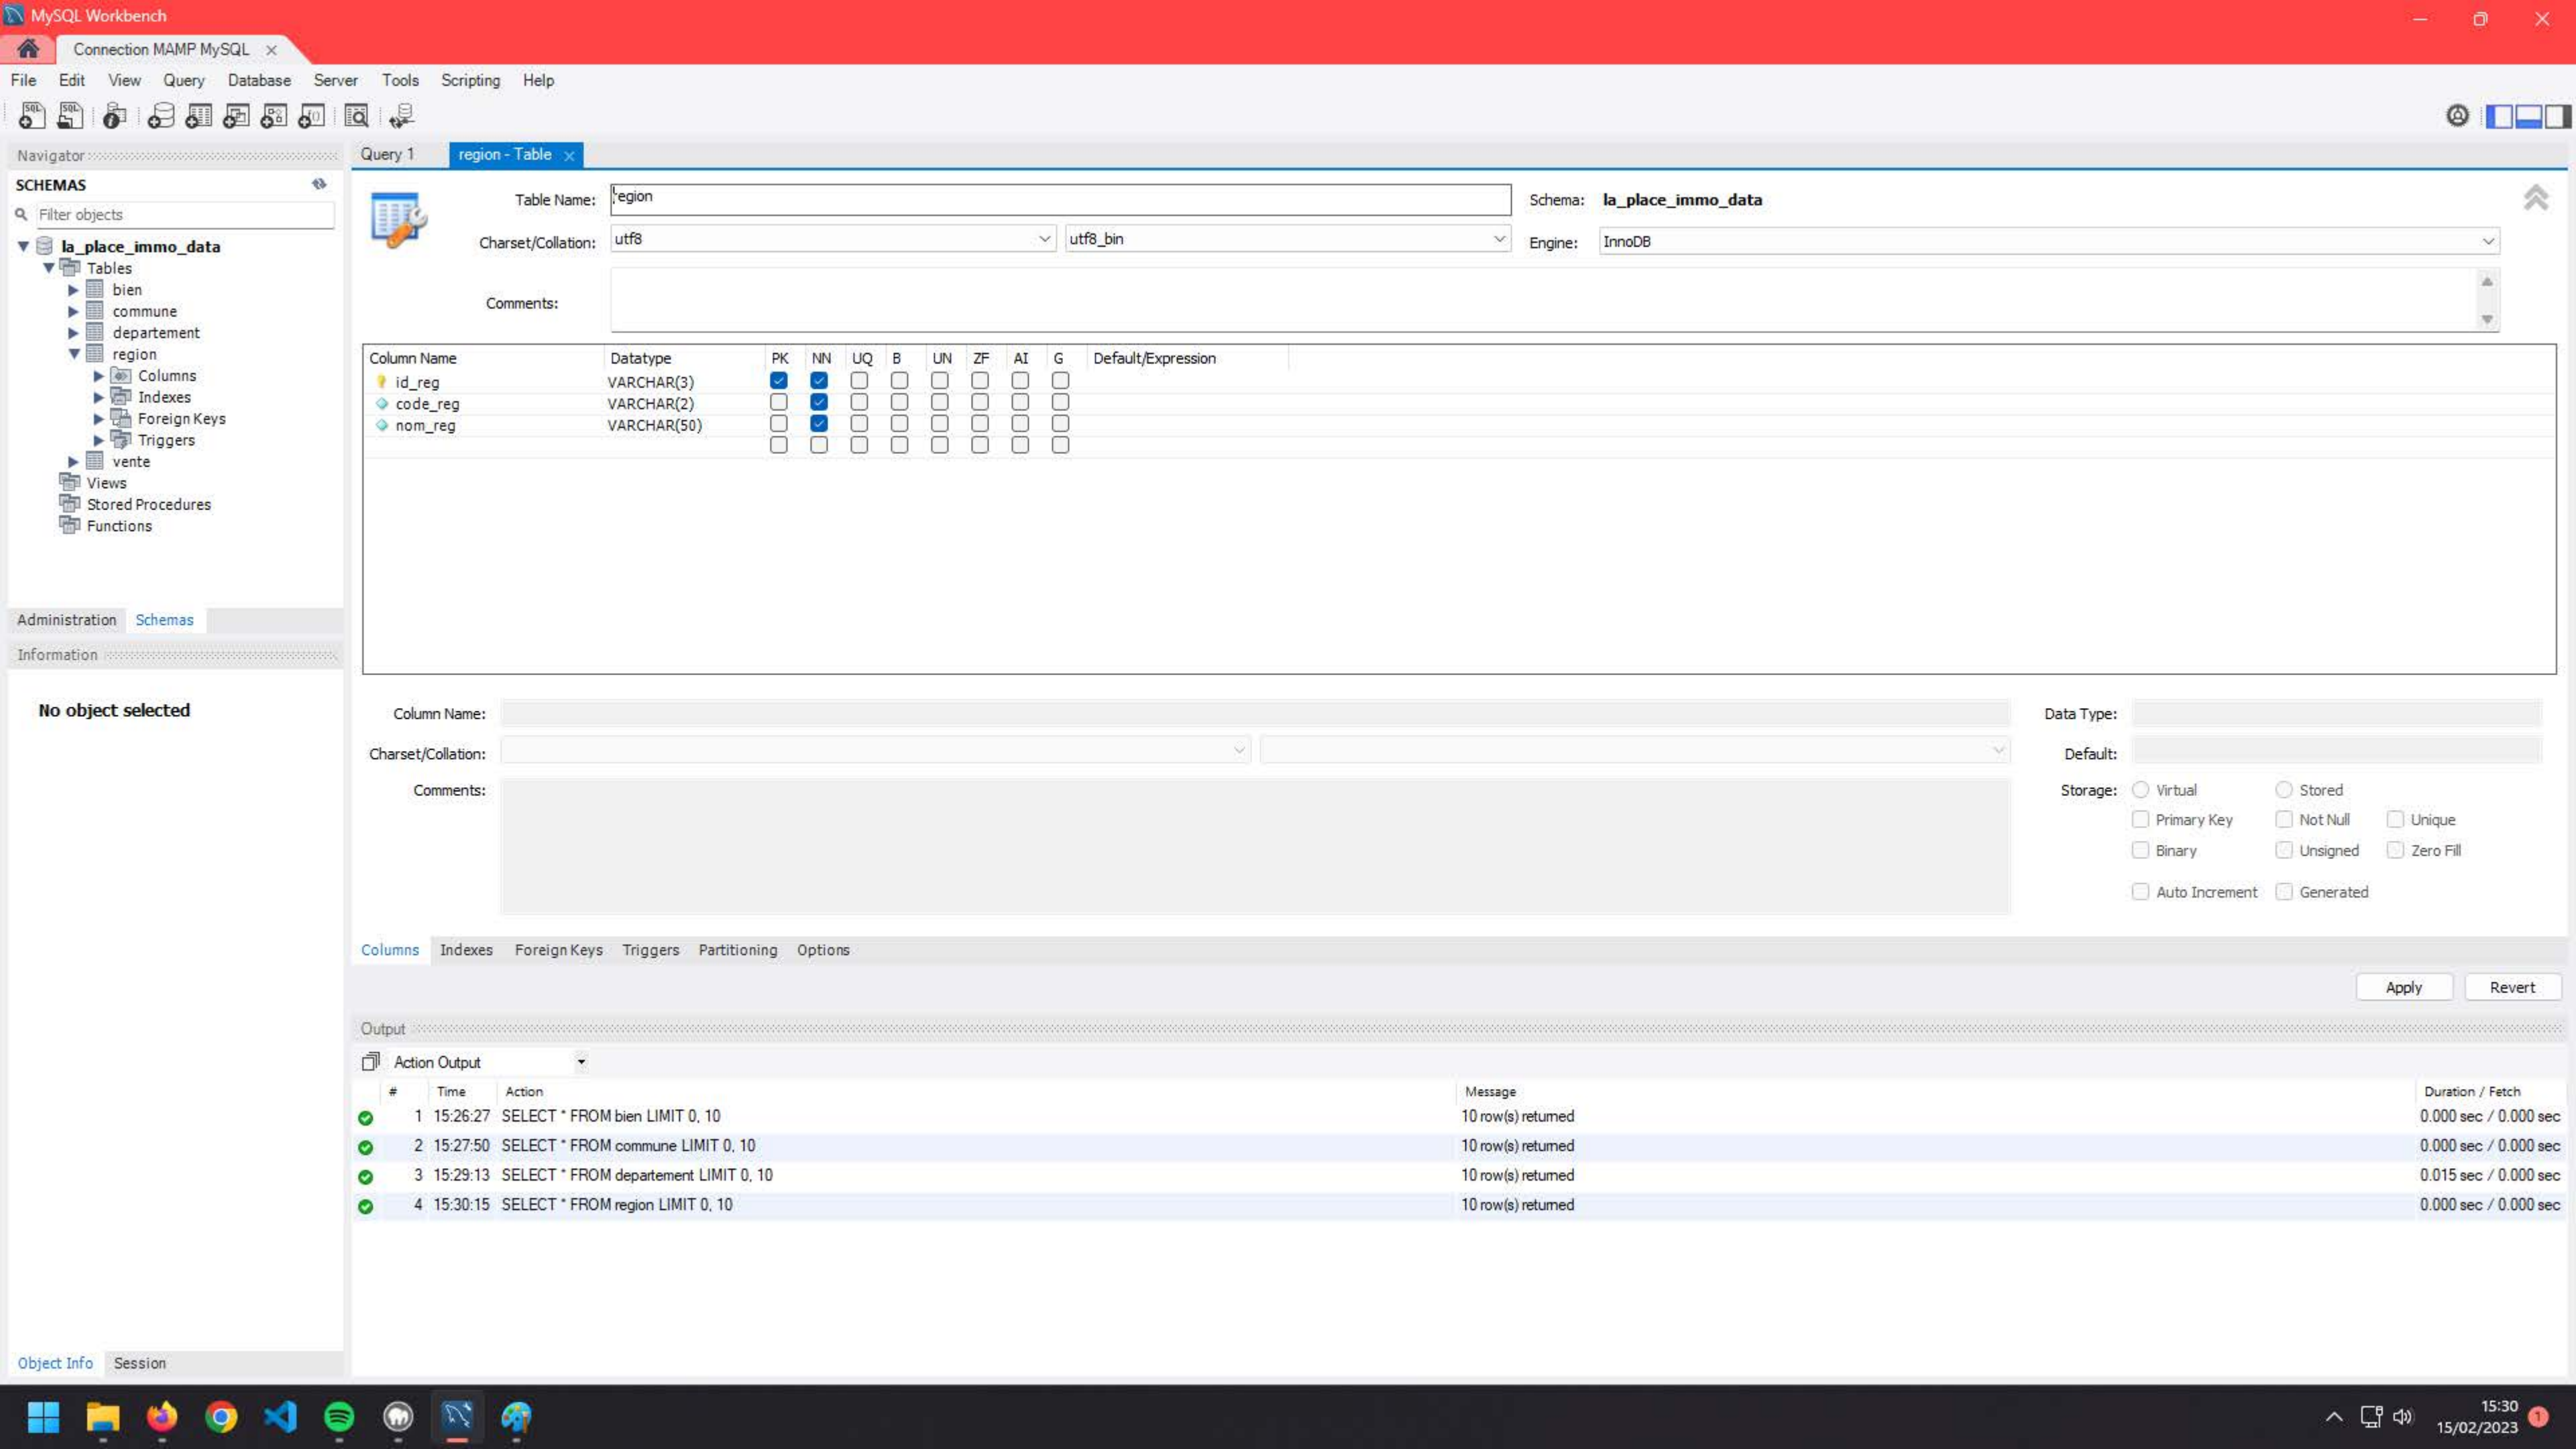 MySQL Workbench
Connection MAMP MySQL
File Edit View Query Database Server Tools Scripting Help
Navigator
SCHEMAS
Filter objects
la_place_immo_data
Tables
bien
commune
departement
region
Columns
Indexes
Foreign Keys
Triggers
vente
Views
Stored Procedures
Functions
Administration Schemas
Information
No object selected
Object Info Session
Query 1 region - Table
Table Name: region Schema: la_place_immo_data
Charset/Collation: utf8 utf8_bin Engine: InnoDB
Comments:
Column Name Datatype PK NN UQ B UN ZF AI G Default/Expression
id_reg VARCHAR(3)
code_reg VARCHAR(2)
nom_reg VARCHAR(50)
Column Name: Data Type:
Charset/Collation: Default:
Comments: Storage: Virtual Stored
Primary Key Not Null Unique
Binary Unsigned Zero Fill
Auto Increment Generated
Columns Indexes Foreign Keys Triggers Partitioning Options
Apply Revert
Output
Action Output
# Time Action Message Duration / Fetch
1 15:26:27 SELECT * FROM bien LIMIT 0, 10 10 row(s) returned 0.000 sec / 0.000 sec
2 15:27:50 SELECT * FROM commune LIMIT 0, 10 10 row(s) returned 0.000 sec / 0.000 sec
3 15:29:13 SELECT * FROM departement LIMIT 0, 10 10 row(s) returned 0.015 sec / 0.000 sec
4 15:30:15 SELECT * FROM region LIMIT 0, 10 10 row(s) returned 0.000 sec / 0.000 sec
15:30
15/02/2023
1